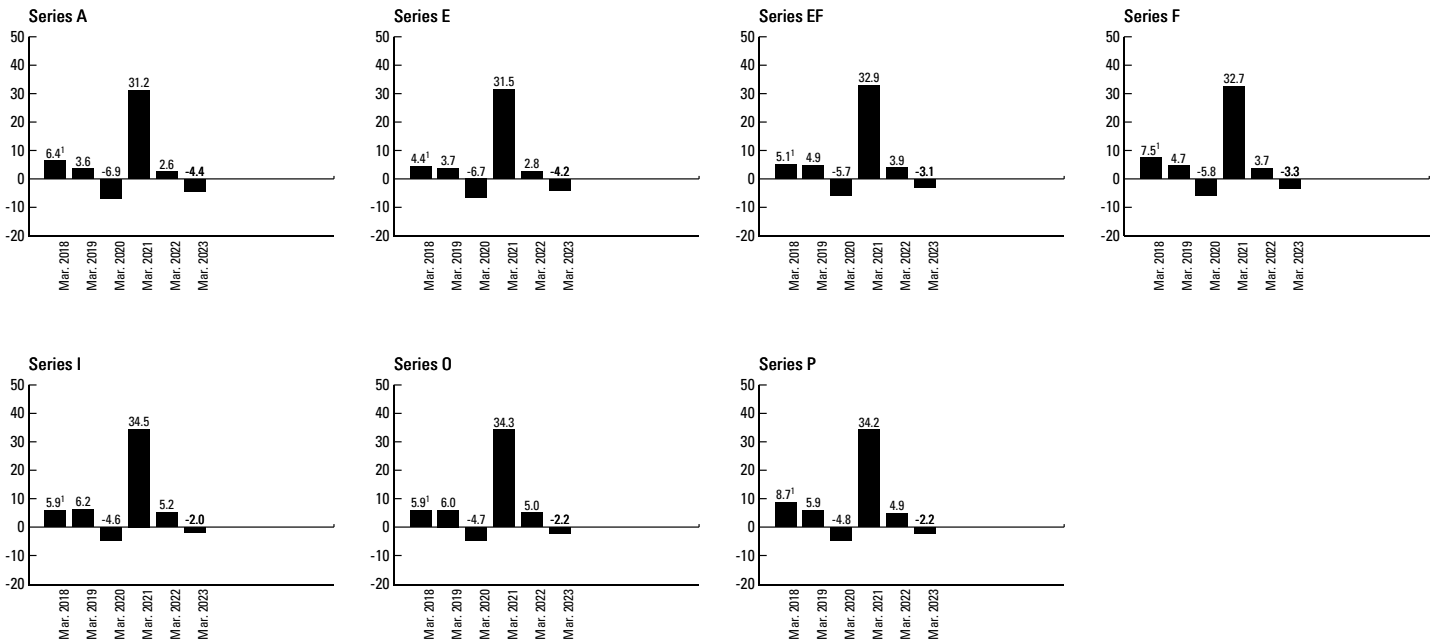 Series A
50
40
30
20
10
0
-10
-20
6.4¹
3.6
-6.9
31.2
2.6
-4.4
Mar. 2018
Mar. 2019
Mar. 2020
Mar. 2021
Mar. 2022
Mar. 2023
Series E
50
40
30
20
10
0
-10
-20
4.4¹
3.7
-6.7
31.5
2.8
-4.2
Mar. 2018
Mar. 2019
Mar. 2020
Mar. 2021
Mar. 2022
Mar. 2023
Series EF
50
40
30
20
10
0
-10
-20
5.1¹
4.9
-5.7
32.9
3.9
-3.1
Mar. 2018
Mar. 2019
Mar. 2020
Mar. 2021
Mar. 2022
Mar. 2023
Series F
50
40
30
20
10
0
-10
-20
7.5¹
4.7
-5.8
32.7
3.7
-3.3
Mar. 2018
Mar. 2019
Mar. 2020
Mar. 2021
Mar. 2022
Mar. 2023
Series I
50
40
30
20
10
0
-10
-20
5.9¹
6.2
-4.6
34.5
5.2
-2.0
Mar. 2018
Mar. 2019
Mar. 2020
Mar. 2021
Mar. 2022
Mar. 2023
Series O
50
40
30
20
10
0
-10
-20
5.9¹
6.0
-4.7
34.3
5.0
-2.2
Mar. 2018
Mar. 2019
Mar. 2020
Mar. 2021
Mar. 2022
Mar. 2023
Series P
50
40
30
20
10
0
-10
-20
8.7¹
5.9
-4.8
34.2
4.9
-2.2
Mar. 2018
Mar. 2019
Mar. 2020
Mar. 2021
Mar. 2022
Mar. 2023